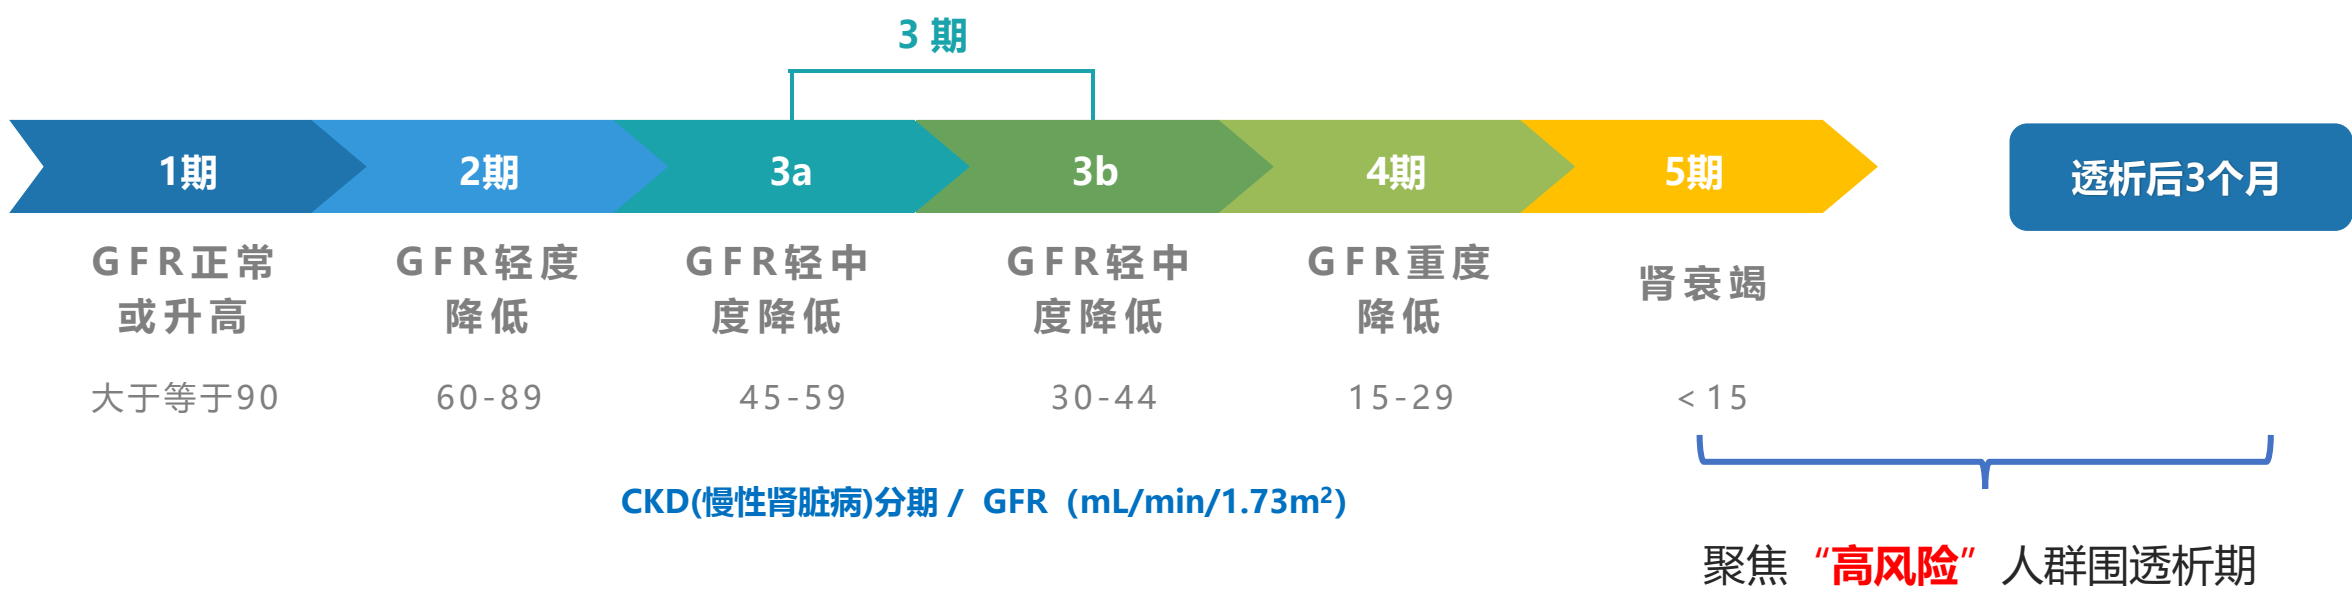 3 期
1期
2期
3a
3b
4期
5期
透析后3个月
GFR正常
或升高
GFR轻度
降低
GFR轻中
度降低
GFR轻中
度降低
GFR重度
降低
肾衰竭
大于等于90
60-89
45-59
30-44
15-29
＜15
CKD(慢性肾脏病)分期 / GFR（mL/min/1.73m²）
聚焦“高风险”人群围透析期